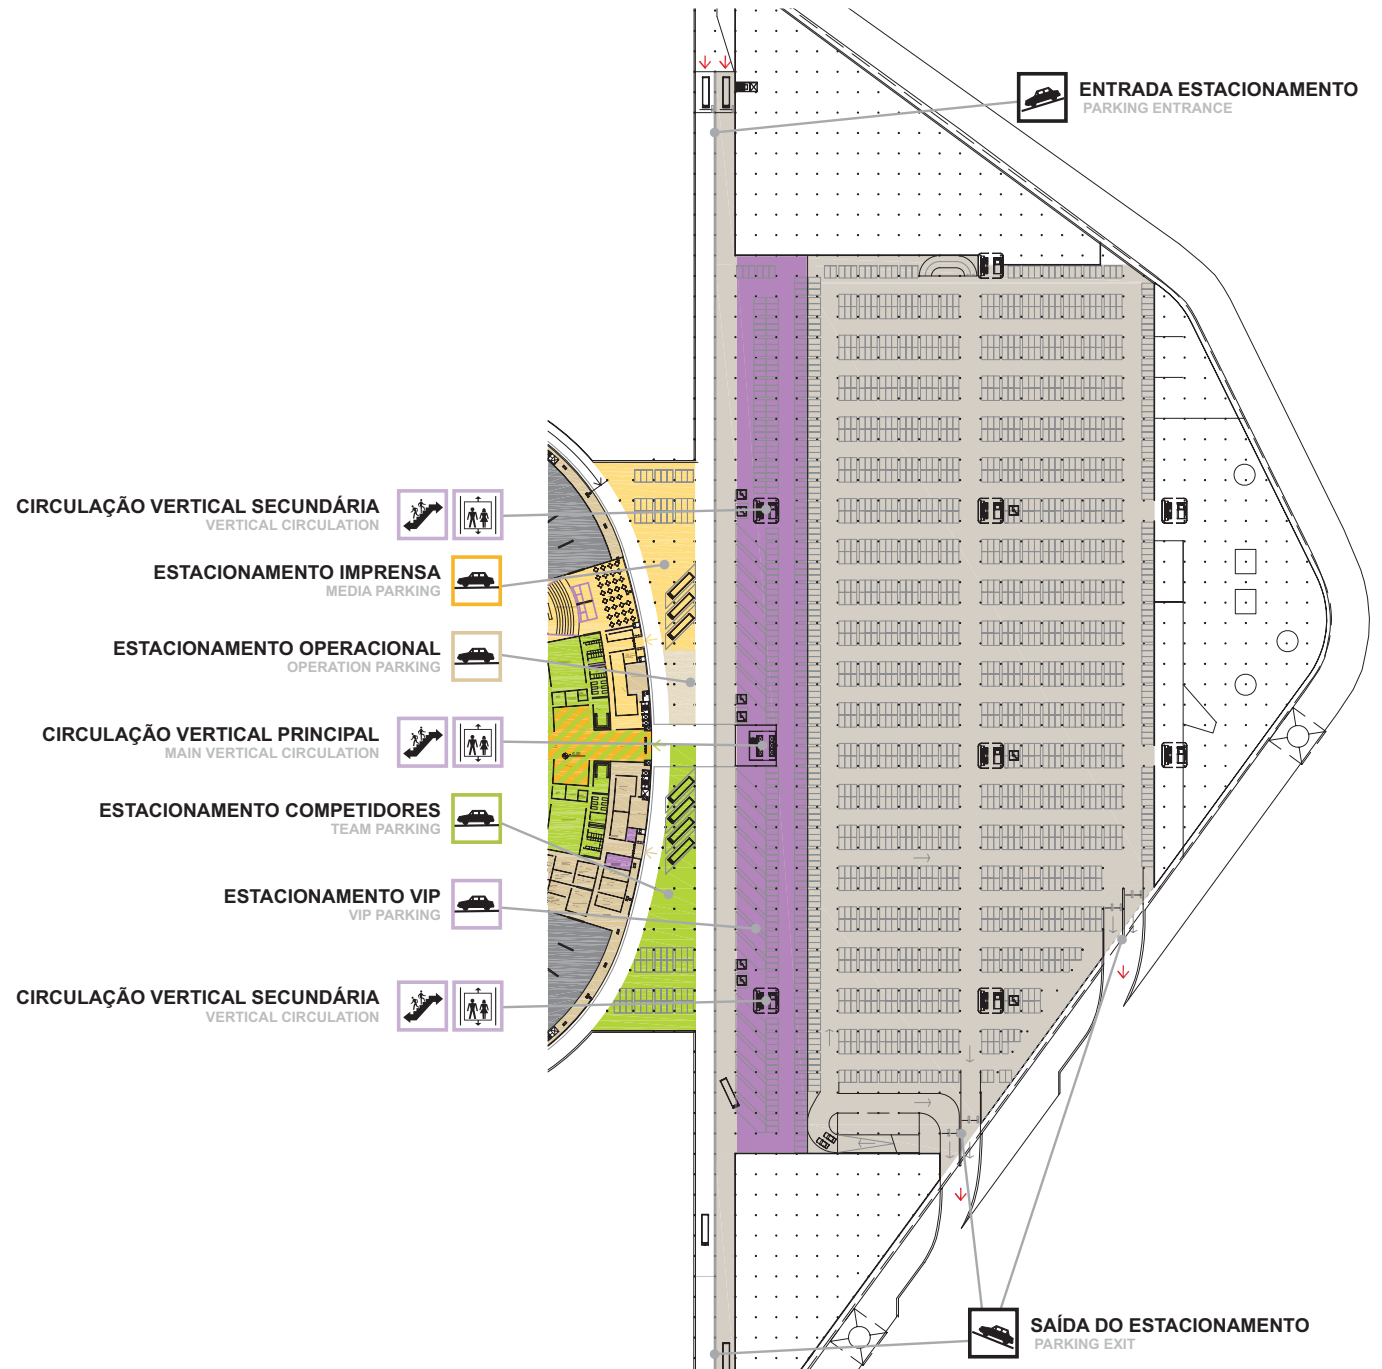 ENTRADA ESTACIONAMENTO
PARKING ENTRANCE
CIRCULAÇÃO VERTICAL SECUNDÁRIA
VERTICAL CIRCULATION
ESTACIONAMENTO IMPRENSA
MEDIA PARKING
ESTACIONAMENTO OPERACIONAL
OPERATION PARKING
CIRCULAÇÃO VERTICAL PRINCIPAL
MAIN VERTICAL CIRCULATION
ESTACIONAMENTO COMPETIDORES
TEAM PARKING
ESTACIONAMENTO VIP
VIP PARKING
CIRCULAÇÃO VERTICAL SECUNDÁRIA
VERTICAL CIRCULATION
SAÍDA DO ESTACIONAMENTO
PARKING EXIT